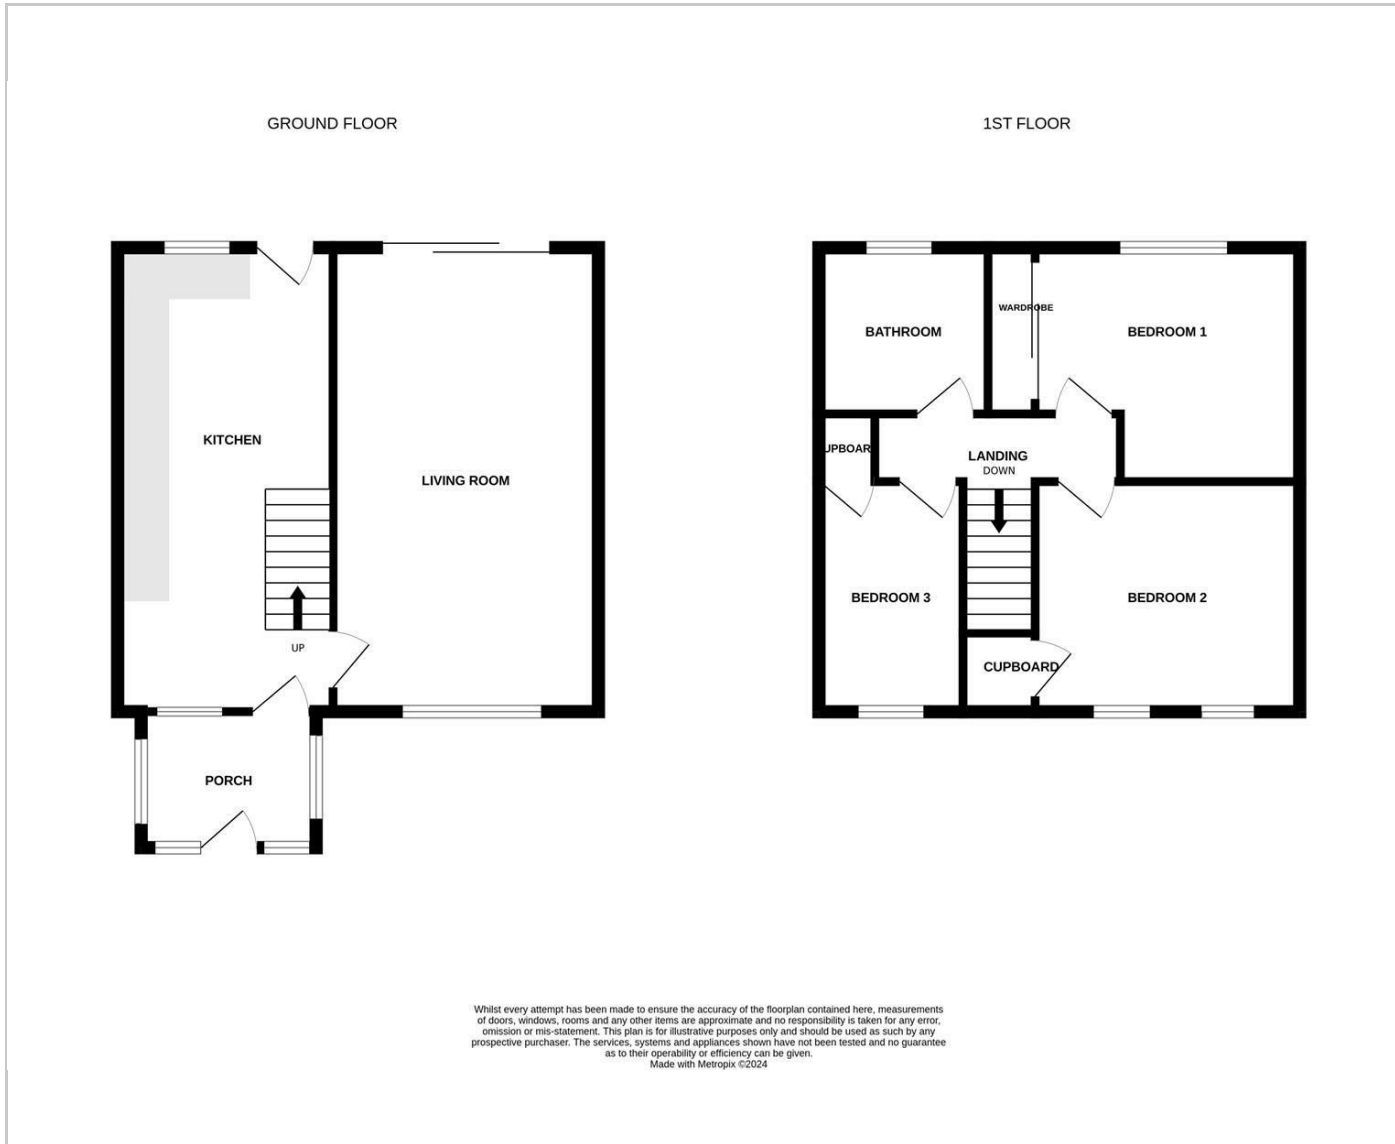 GROUND FLOOR
KITCHEN
LIVING ROOM
UP
PORCH
1ST FLOOR
BATHROOM
WARDROBE
BEDROOM 1
UPBOAR
LANDING
DOWN
BEDROOM 3
BEDROOM 2
CUPBOARD
Whilst every attempt has been made to ensure the accuracy of the floorplan contained here, measurements
of doors, windows, rooms and any other items are approximate and no responsibility is taken for any error,
omission or mis-statement. This plan is for illustrative purposes only and should be used as such by any
prospective purchaser. The services, systems and appliances shown have not been tested and no guarantee
as to their operability or efficiency can be given.
Made with Metropix ©2024